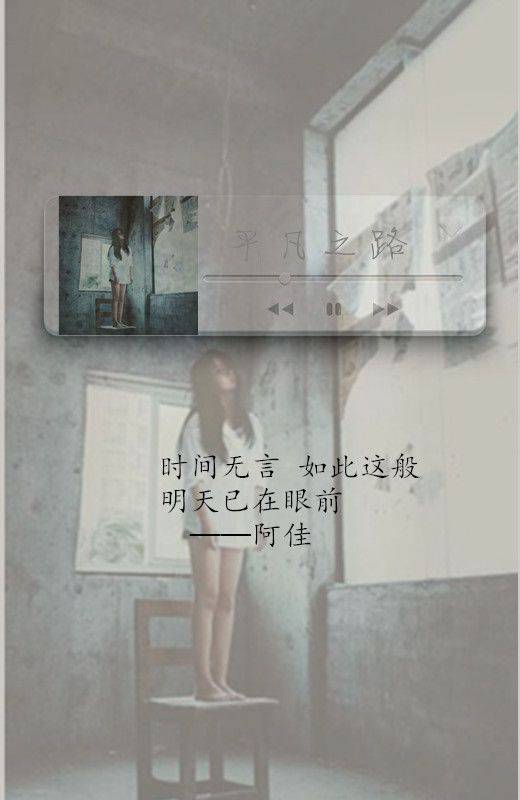 平凡之路
时间无言 如此这般
明天已在眼前
——阿佳